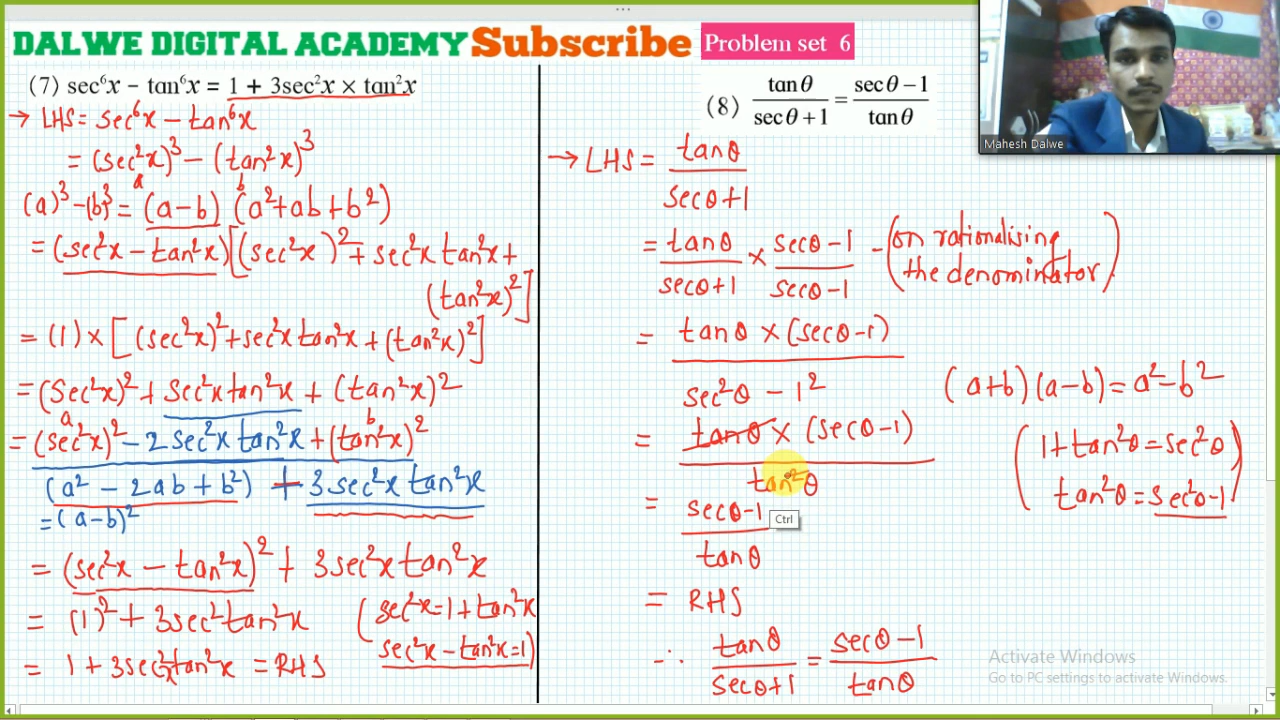 DALWE DIGITAL ACADEMY Subscribe Problem set 6
(7) sec⁶x − tan⁶x = 1 + 3sec²x × tan²x
→ LHS = sec⁶x − tan⁶x
= (sec²x)³ − (tan²x)³
a b
(a)³ − (b)³ = (a−b) (a²+ab+b²)
= (sec²x − tan²x)[(sec²x)² + sec²x tan²x +
(tan²x)²]
= (1) × [(sec²x)² + sec²x tan²x + (tan²x)²]
= (Sec²x)² + sec²x tan²x + (tan²x)²
a b
= (sec²x)² − 2sec²x tan²x + (tan²x)²
(a² − 2ab + b²) + 3sec²x tan²x
= (a−b)²
= (sec²x − tan²x)² + 3sec²x tan²x
= (1)² + 3sec² tan²x
(sec²x = 1 + tan²x
sec²x − tan²x = 1)
= 1 + 3sec²x tan²x = RHS
(8) tanθ/secθ + 1 = secθ − 1/tanθ
→ LHS = tanθ/secθ+1
= tanθ/secθ+1 × secθ−1/secθ−1 − (on rationalising
the denominator)
= tanθ × (secθ−1)/sec²θ − 1²
(a+b) (a−b) = a²−b²
= tanθ × (secθ−1)/tan²θ
(1+tan²θ = sec²θ
tan²θ = sec²θ−1)
= secθ−1/tanθ
Ctrl
= RHS
∴ tanθ/secθ+1 = secθ−1/tanθ
Mahesh Dalwe
Activate Windows
Go to PC settings to activate Windows.